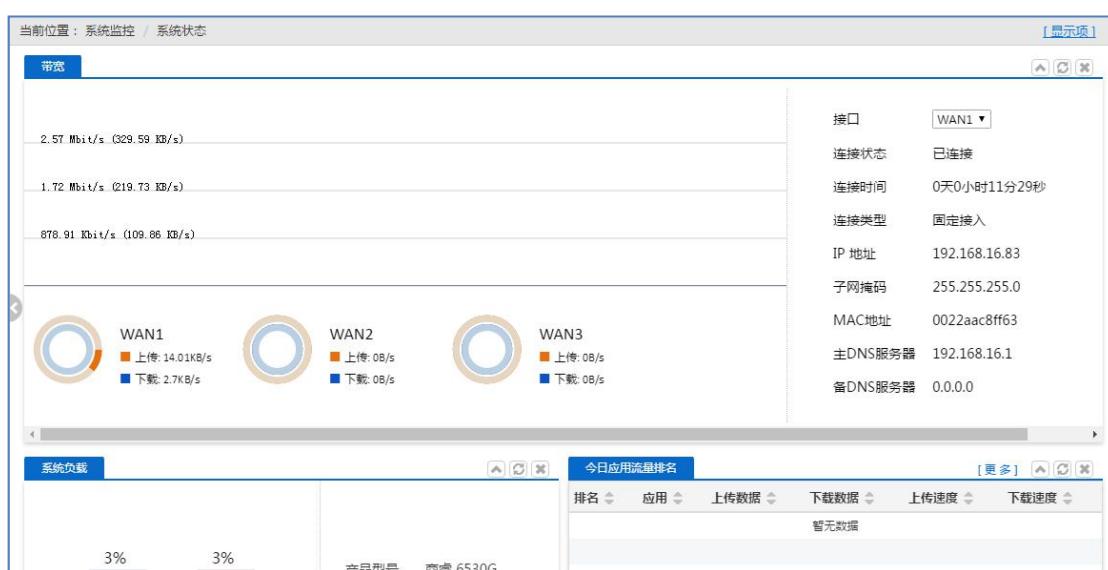 当前位置： 系统监控 / 系统状态
[ 显示项 ]
带宽
2.57 Mbit/s (329.59 KB/s)
1.72 Mbit/s (219.73 KB/s)
878.91 Kbit/s (109.86 KB/s)
接口 WAN1
连接状态 已连接
连接时间 0天0小时11分29秒
连接类型 固定接入
IP 地址 192.168.16.83
子网掩码 255.255.255.0
MAC地址 0022aac8ff63
主DNS服务器 192.168.16.1
备DNS服务器 0.0.0.0
WAN1
上传: 14.01KB/s
下载: 2.7KB/s
WAN2
上传: 0B/s
下载: 0B/s
WAN3
上传: 0B/s
下载: 0B/s
系统负载
3% 3%
产品型号 商睿 6530G
今日应用流量排名
[ 更多 ]
排名 应用 上传数据 下载数据 上传速度 下载速度
暂无数据